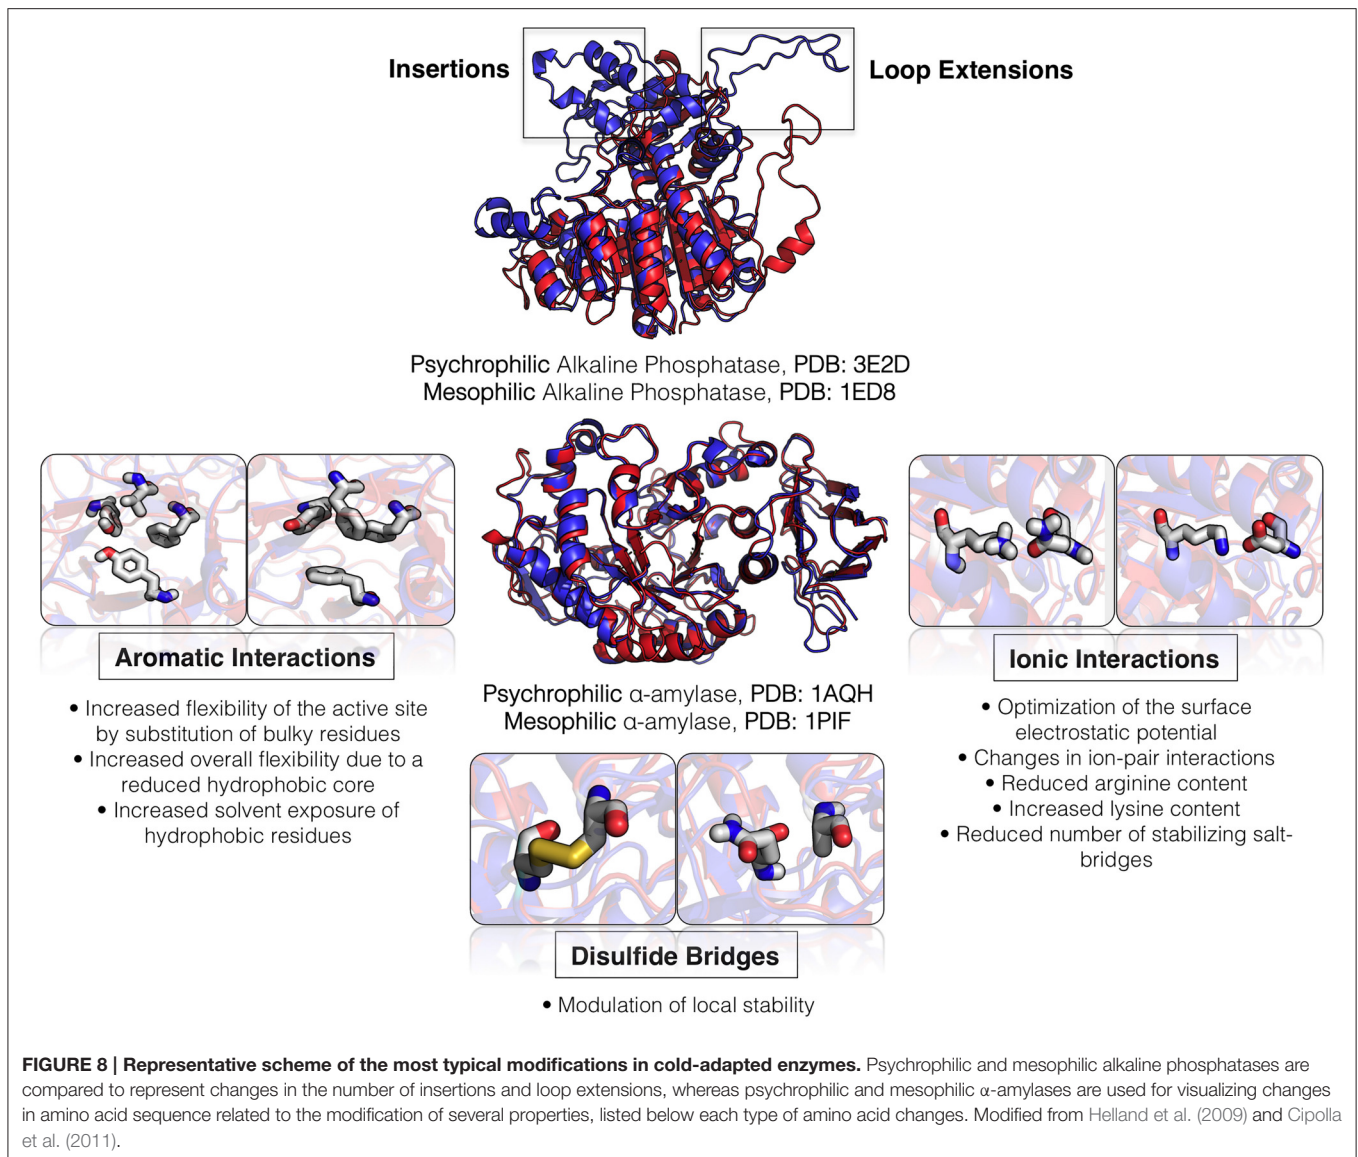 Insertions
Loop Extensions
Psychrophilic Alkaline Phosphatase, PDB: 3E2D
Mesophilic Alkaline Phosphatase, PDB: 1ED8
Aromatic Interactions
• Increased flexibility of the active site
by substitution of bulky residues
• Increased overall flexibility due to a
reduced hydrophobic core
• Increased solvent exposure of
hydrophobic residues
Psychrophilic α-amylase, PDB: 1AQH
Mesophilic α-amylase, PDB: 1PIF
Ionic Interactions
• Optimization of the surface
electrostatic potential
• Changes in ion-pair interactions
• Reduced arginine content
• Increased lysine content
• Reduced number of stabilizing salt-
bridges
Disulfide Bridges
• Modulation of local stability
FIGURE 8 | Representative scheme of the most typical modifications in cold-adapted enzymes. Psychrophilic and mesophilic alkaline phosphatases are
compared to represent changes in the number of insertions and loop extensions, whereas psychrophilic and mesophilic α-amylases are used for visualizing changes
in amino acid sequence related to the modification of several properties, listed below each type of amino acid changes. Modified from Helland et al. (2009) and Cipolla
et al. (2011).